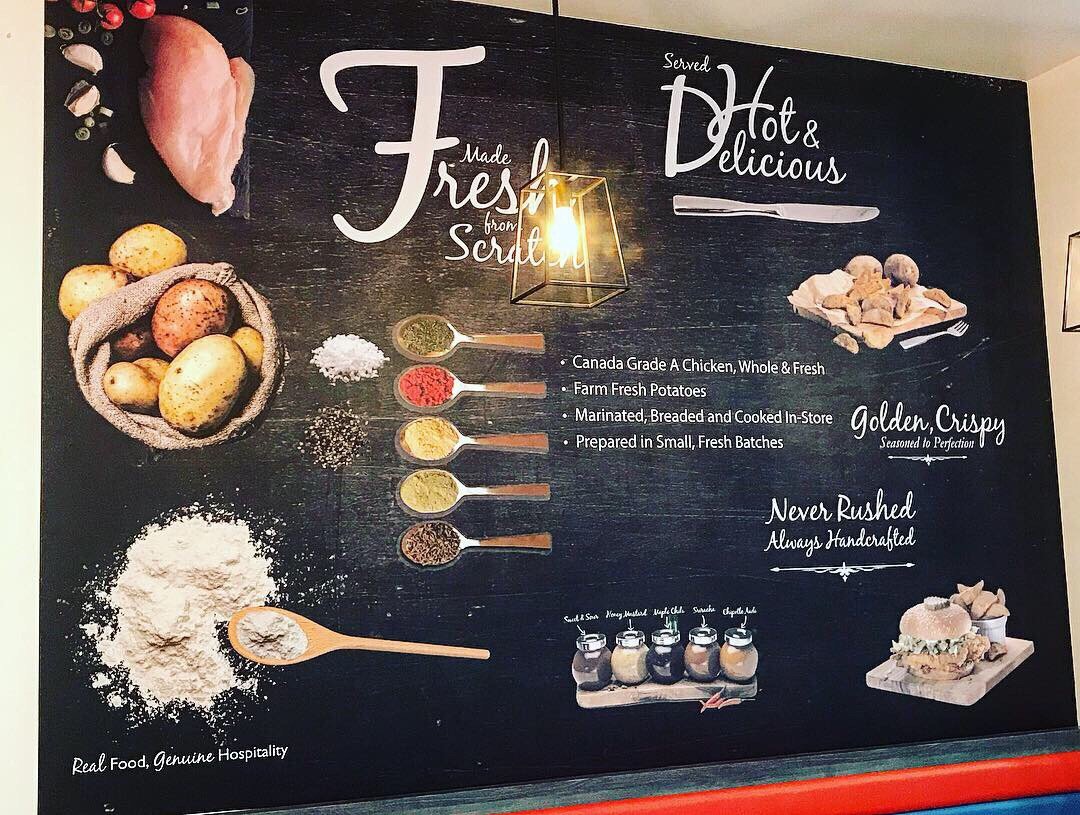 Made
Fresh
from
Scratch
Served
Hot &
Delicious
• Canada Grade A Chicken, Whole & Fresh
• Farm Fresh Potatoes
• Marinated, Breaded and Cooked In-Store
• Prepared in Small, Fresh Batches
Golden, Crispy
Seasoned to Perfection
Never Rushed
Always Handcrafted
Sweet & Sour Honey Mustard Maple Chili Sriracha Chipotle
Real Food, Genuine Hospitality